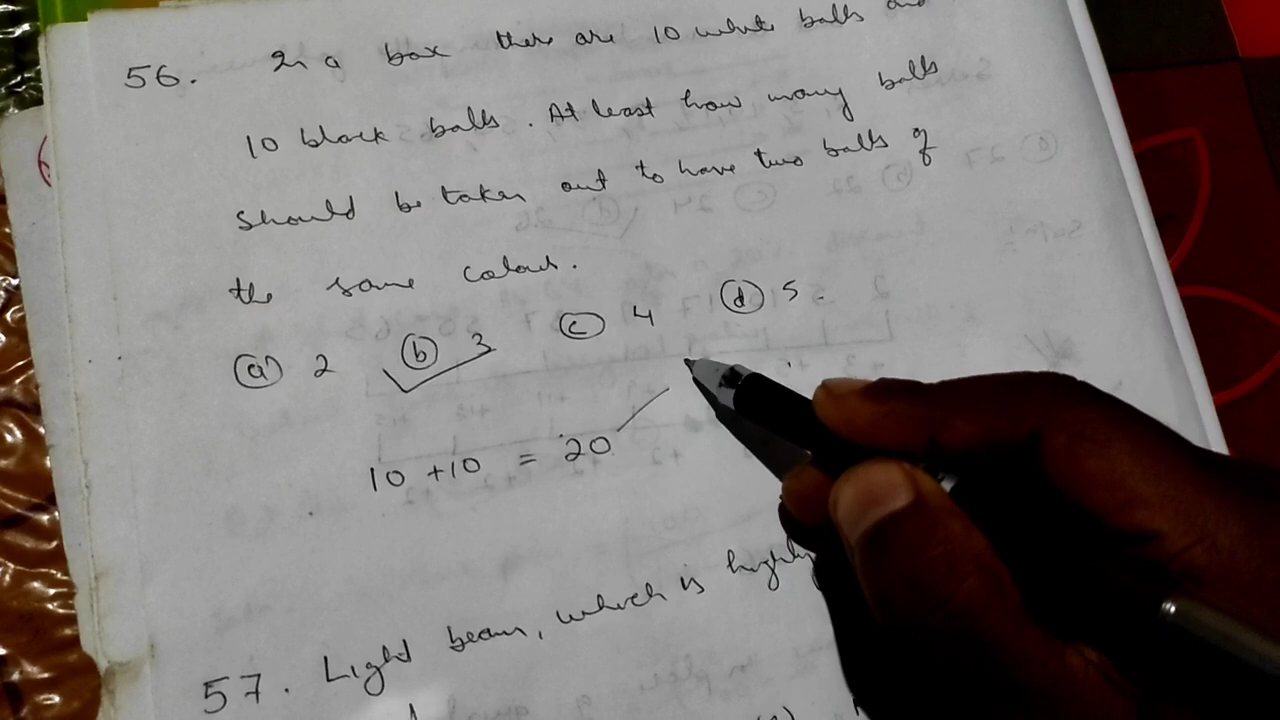 56. In a box there are 10 white balls and
10 black balls. At least how many balls
should be taken out to have two balls of
the same colour.
(a) 2 (b) 3 (c) 4 (d) 5.
10 + 10 = 20
57. Light beam, which is highly